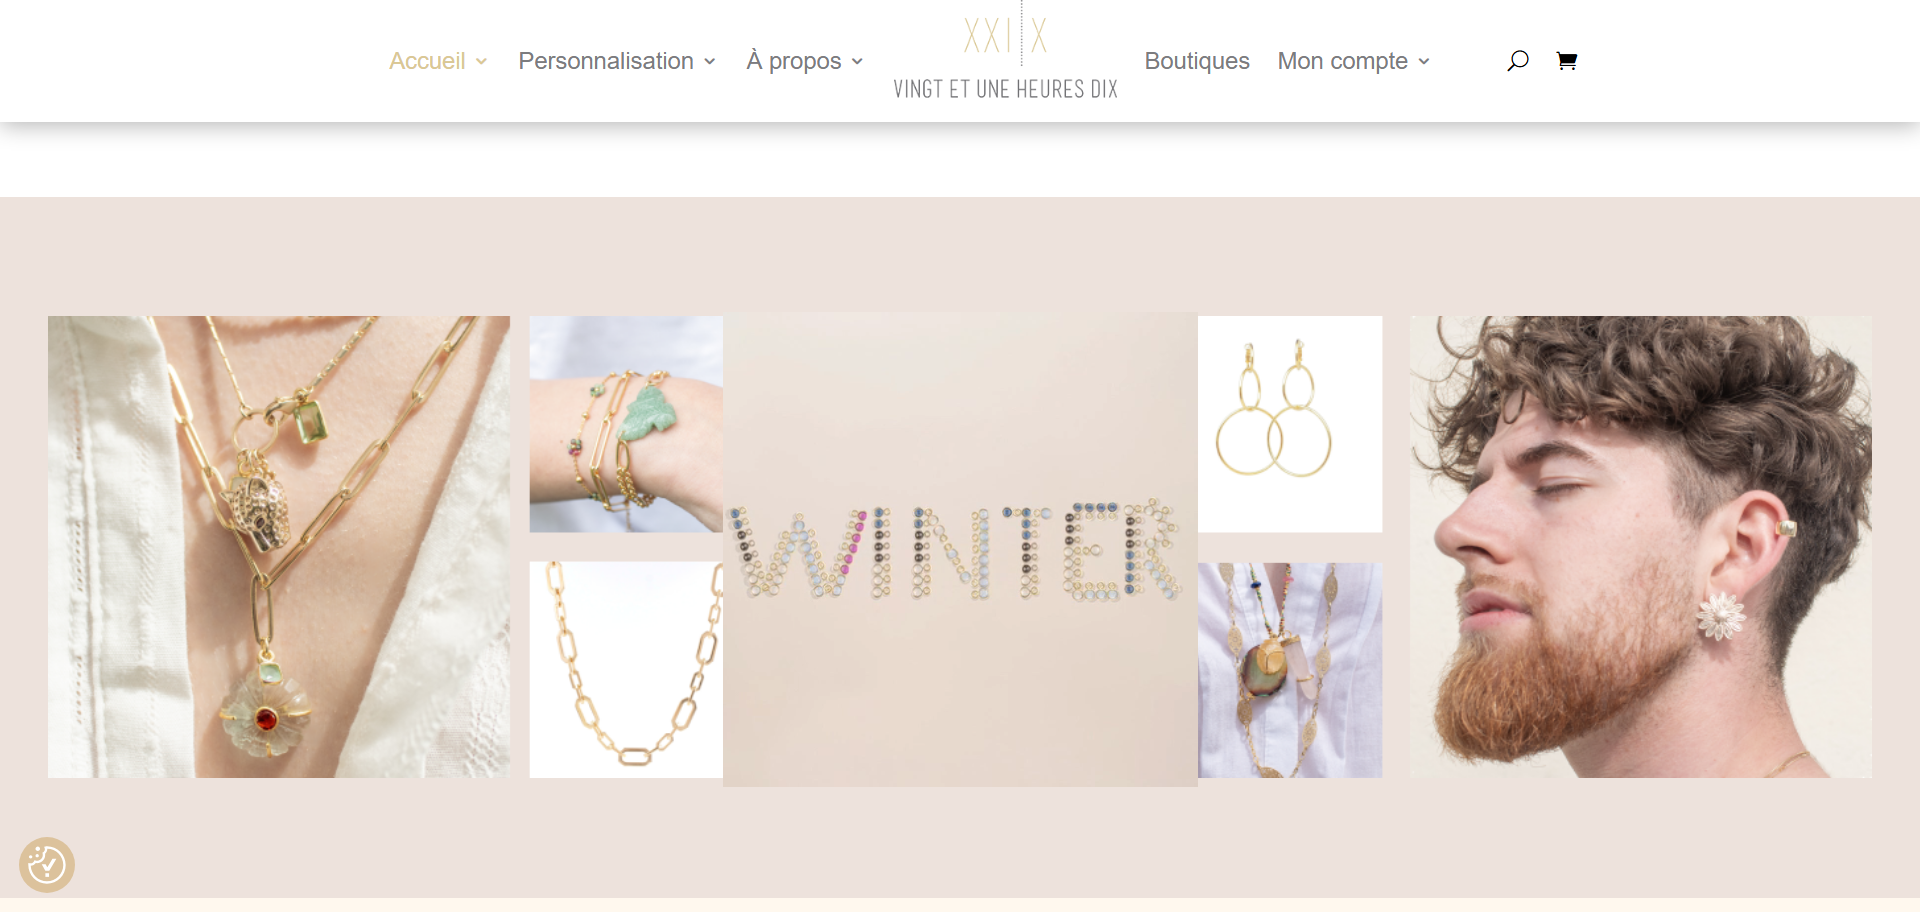 Accueil
Personnalisation
À propos
XXI X
VINGT ET UNE HEURES DIX
Boutiques
Mon compte
WINTER